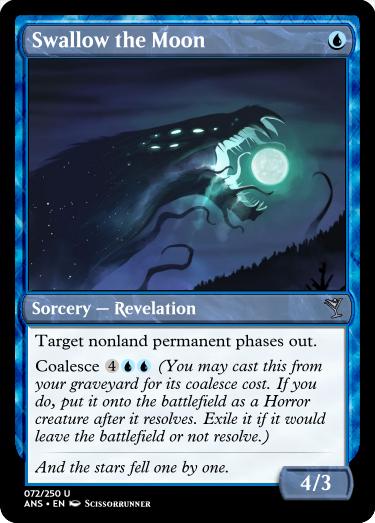 Swallow the Moon
Sorcery — Revelation
Target nonland permanent phases out.
Coalesce 4 (You may cast this from
your graveyard for its coalesce cost. If you
do, put it onto the battlefield as a Horror
creature after it resolves. Exile it if it would
leave the battlefield or not resolve.)
And the stars fell one by one.
4/3
072/250 U
ANS • EN Scissorrunner